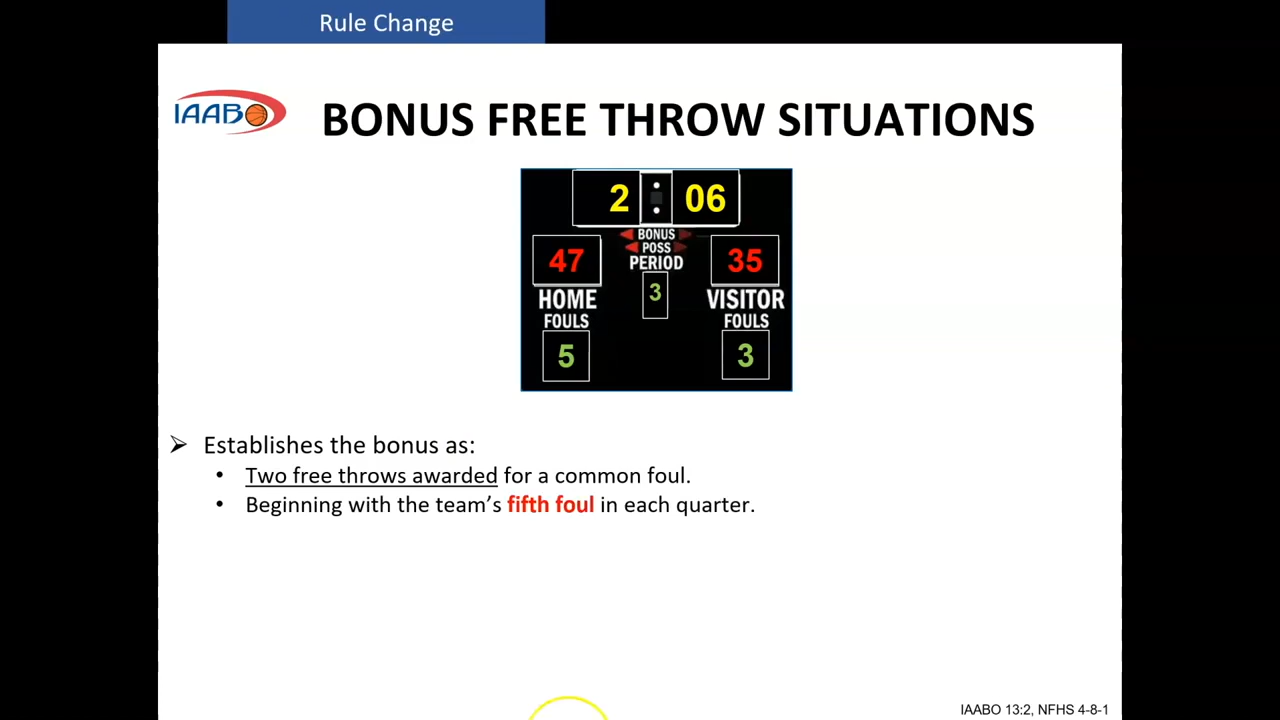 Rule Change
IAABO
BONUS FREE THROW SITUATIONS
2 : 06
BONUS
POSS
47 PERIOD 35
3
HOME VISITOR
FOULS FOULS
5 3
➢ Establishes the bonus as:
• Two free throws awarded for a common foul.
• Beginning with the team’s fifth foul in each quarter.
IAABO 13:2, NFHS 4-8-1